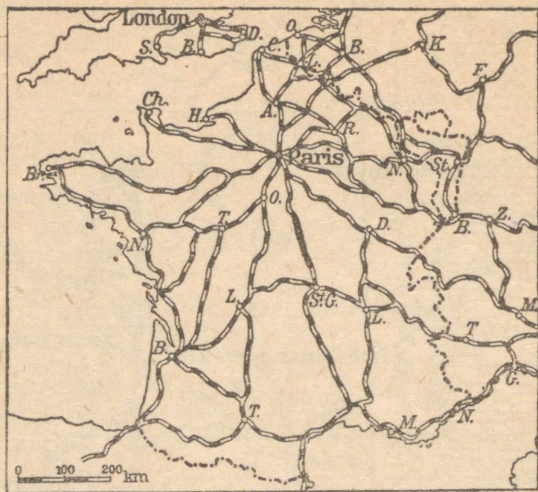 London
S.
B.
D.
O.
C.
L.
B.
K.
F.
Ch.
H.
A.
R.
Paris
N.
St.
B.
O.
T.
N.
D.
B.
Z.
L.
St.G.
L.
M.
T
B.
G.
T.
M.
N.
0 100 200
km